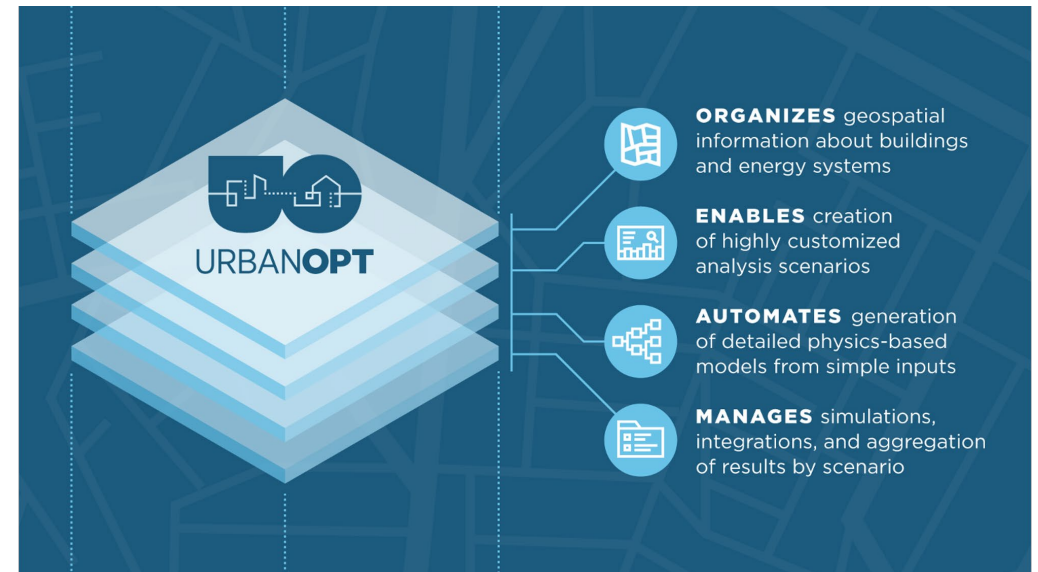 URBANOPT
ORGANIZES geospatial
information about buildings
and energy systems
ENABLES creation
of highly customized
analysis scenarios
AUTOMATES generation
of detailed physics-based
models from simple inputs
MANAGES simulations,
integrations, and aggregation
of results by scenario